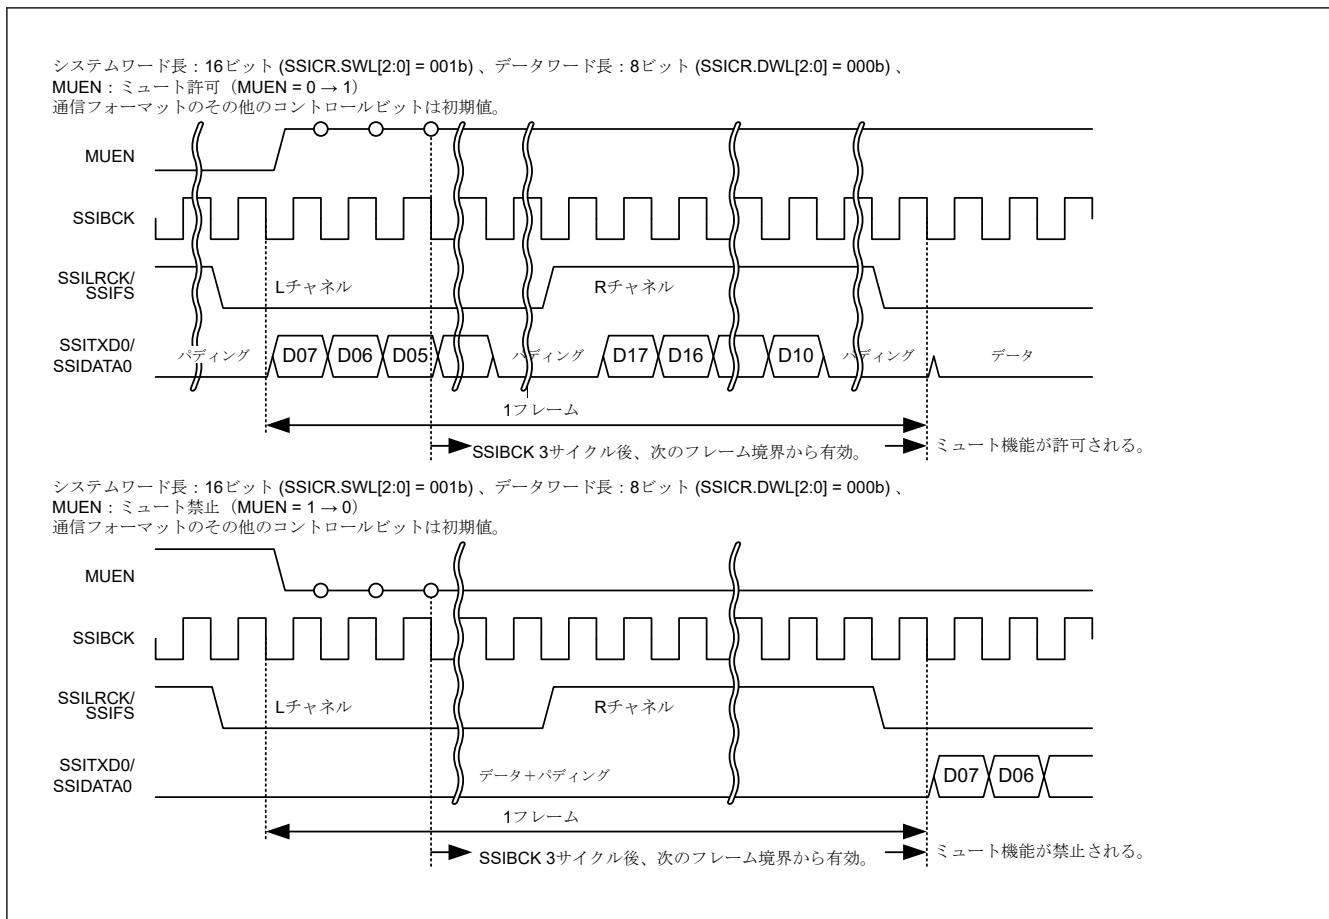 システムワード長：16ビット (SSICR.SWL[2:0] = 001b) 、データワード長：8ビット (SSICR.DWL[2:0] = 000b) 、
MUEN：ミュート許可（MUEN = 0 → 1）
通信フォーマットのその他のコントロールビットは初期値。
MUEN
SSIBCK
SSILRCK/
SSIFS
Lチャネル
Rチャネル
SSITXD0/
SSIDATA0
パディング
D07
D06
D05
パディング
D17
D16
D10
パディング
データ
1フレーム
SSIBCK 3サイクル後、次のフレーム境界から有効。
ミュート機能が許可される。
システムワード長：16ビット (SSICR.SWL[2:0] = 001b) 、データワード長：8ビット (SSICR.DWL[2:0] = 000b) 、
MUEN：ミュート禁止（MUEN = 1 → 0）
通信フォーマットのその他のコントロールビットは初期値。
MUEN
SSIBCK
SSILRCK/
SSIFS
Lチャネル
Rチャネル
SSITXD0/
SSIDATA0
データ＋パディング
D07
D06
1フレーム
SSIBCK 3サイクル後、次のフレーム境界から有効。
ミュート機能が禁止される。